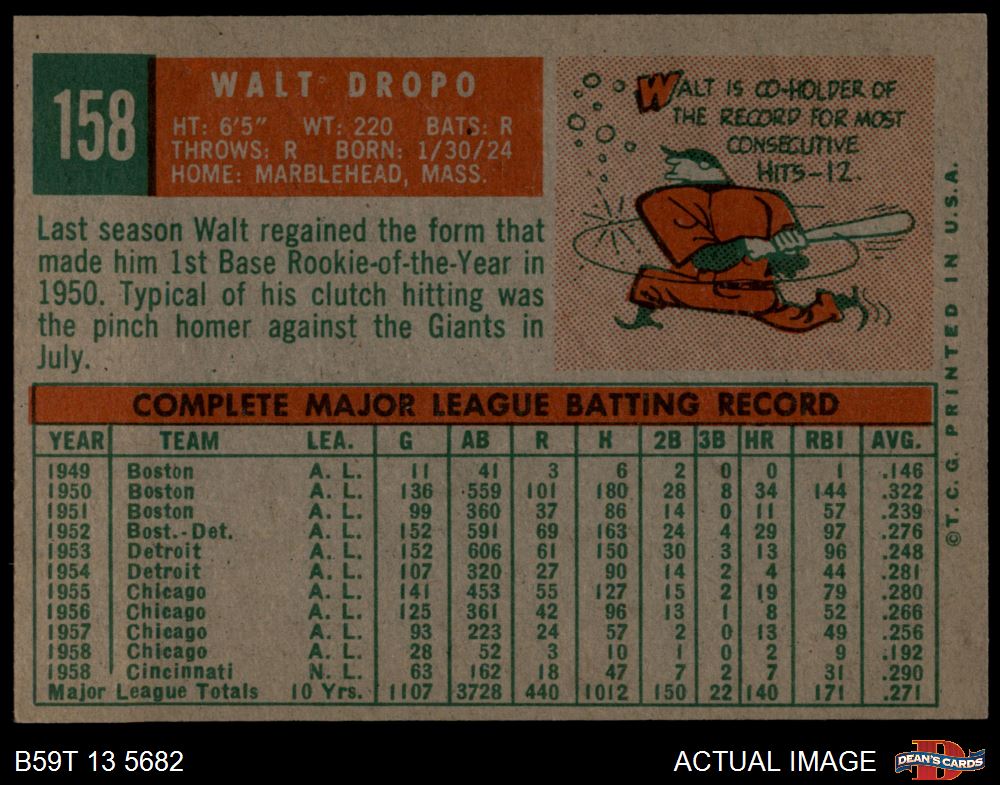 158
WALT DROPO
HT: 6'5" WT: 220 BATS: R
THROWS: R BORN: 1/30/24
HOME: MARBLEHEAD, MASS.
WALT IS CO-HOLDER OF
THE RECORD FOR MOST
CONSECUTIVE
HITS-12.
Last season Walt regained the form that
made him 1st Base Rookie-of-the-Year in
1950. Typical of his clutch hitting was
the pinch homer against the Giants in
July.
COMPLETE MAJOR LEAGUE BATTING RECORD
YEAR TEAM LEA. G AB R H 2B 3B HR RBI AVG.
1949 Boston A. L. 11 41 3 6 2 0 0 1 .146
1950 Boston A. L. 136 559 101 180 28 8 34 144 .322
1951 Boston A. L. 99 360 37 86 14 0 11 57 .239
1952 Bost.-Det. A. L. 152 591 69 163 24 4 29 97 .276
1953 Detroit A. L. 152 606 61 150 30 3 13 96 .248
1954 Detroit A. L. 107 320 27 90 14 2 4 44 .281
1955 Chicago A. L. 141 453 55 127 15 2 19 79 .280
1956 Chicago A. L. 125 361 42 96 13 1 8 52 .266
1957 Chicago A. L. 93 223 24 57 2 0 13 49 .256
1958 Chicago A. L. 28 52 3 10 1 0 2 9 .192
1958 Cincinnati N. L. 63 162 18 47 7 2 7 31 .290
Major League Totals 10 Yrs. 1107 3728 440 1012 150 22 140 171 .271
©T. C. G. PRINTED IN U.S.A.
B59T 13 5682
ACTUAL IMAGE
D
DEAN'S CARDS